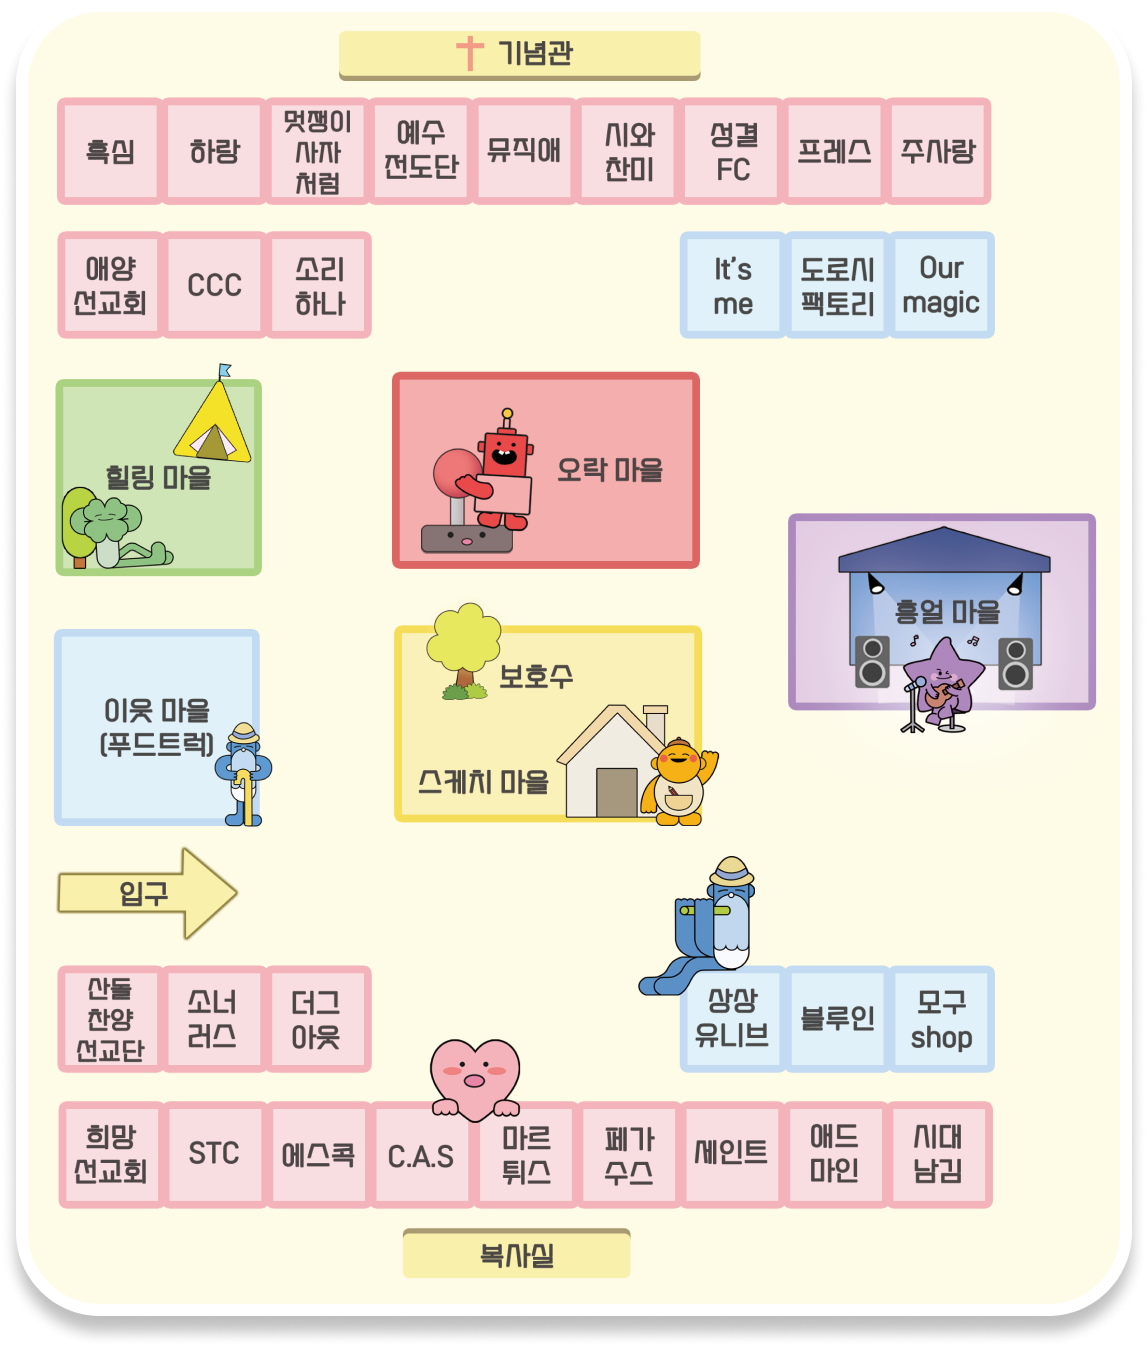 기념관
흑심
하랑
멋쟁이
사자
처럼
예수
전도단
뮤직애
시와
찬미
성결
FC
프레스
주사랑
애양
선교회
CCC
소리
하나
It's
me
도로시
팩토리
Our
magic
힐링 마을
오락 마을
흥얼 마을
이웃 마을
(푸드트럭)
보호수
스케치 마을
입구
산돌
찬양
선교단
소너
러스
더그
아웃
상상
유니브
블루인
모구
shop
희망
선교회
STC
에스콕
C.A.S
마르
튀스
페가
수스
세인트
애드
마인
시대
남김
복사실